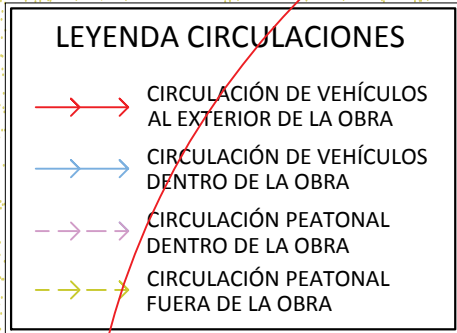 LEYENDA CIRCULACIONES
CIRCULACIÓN DE VEHÍCULOS
AL EXTERIOR DE LA OBRA
CIRCULACIÓN DE VEHÍCULOS
DENTRO DE LA OBRA
CIRCULACIÓN PEATONAL
DENTRO DE LA OBRA
CIRCULACIÓN PEATONAL
FUERA DE LA OBRA